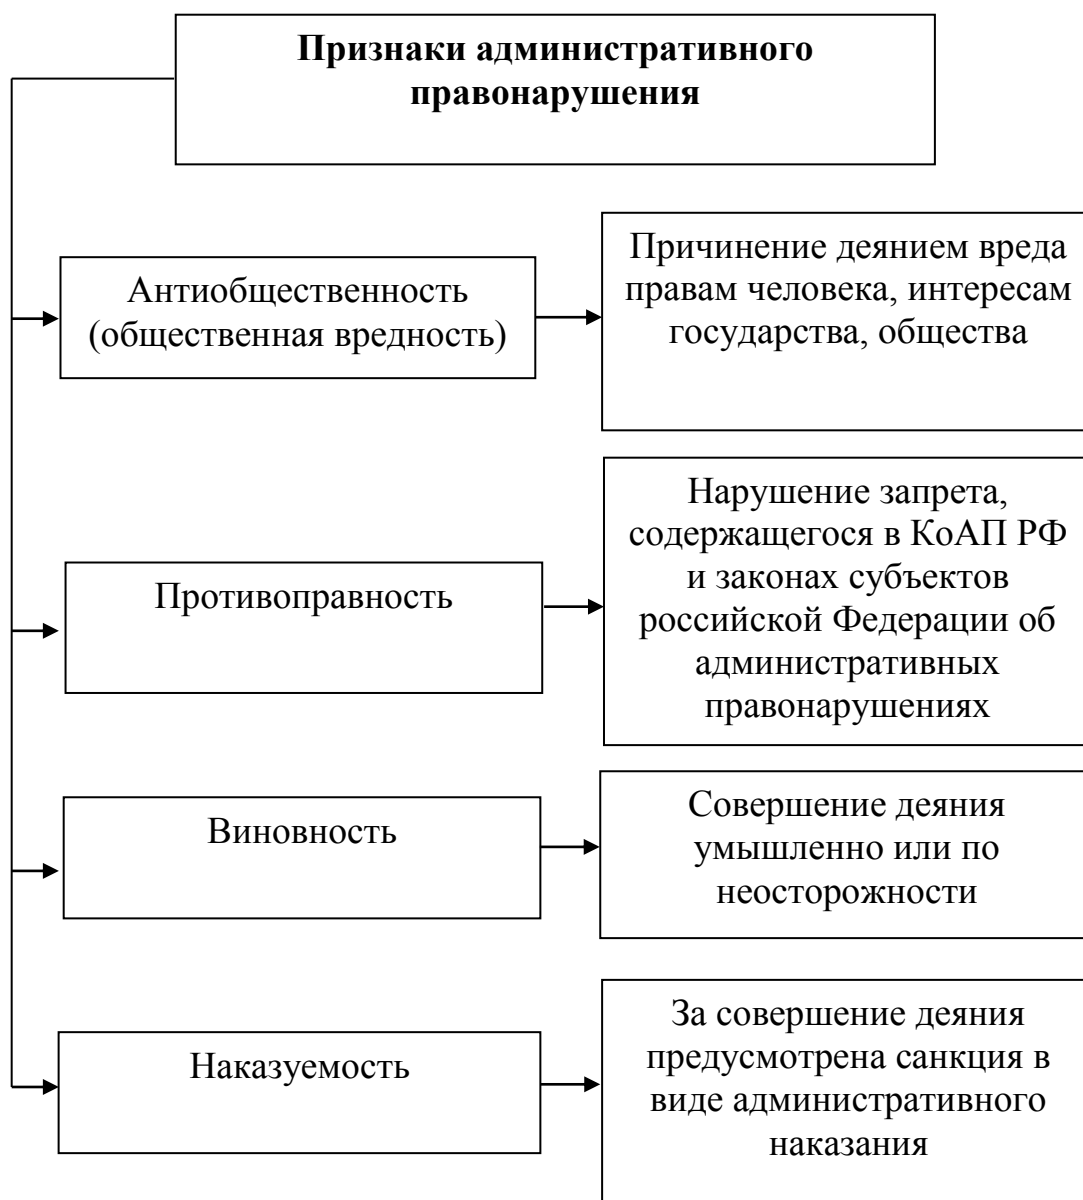 Признаки административного
правонарушения
Антиобщественность
(общественная вредность)
Причинение деянием вреда
правам человека, интересам
государства, общества
Противоправность
Нарушение запрета,
содержащегося в КоАП РФ
и законах субъектов
российской Федерации об
административных
правонарушениях
Виновность
Совершение деяния
умышленно или по
неосторожности
Наказуемость
За совершение деяния
предусмотрена санкция в
виде административного
наказания